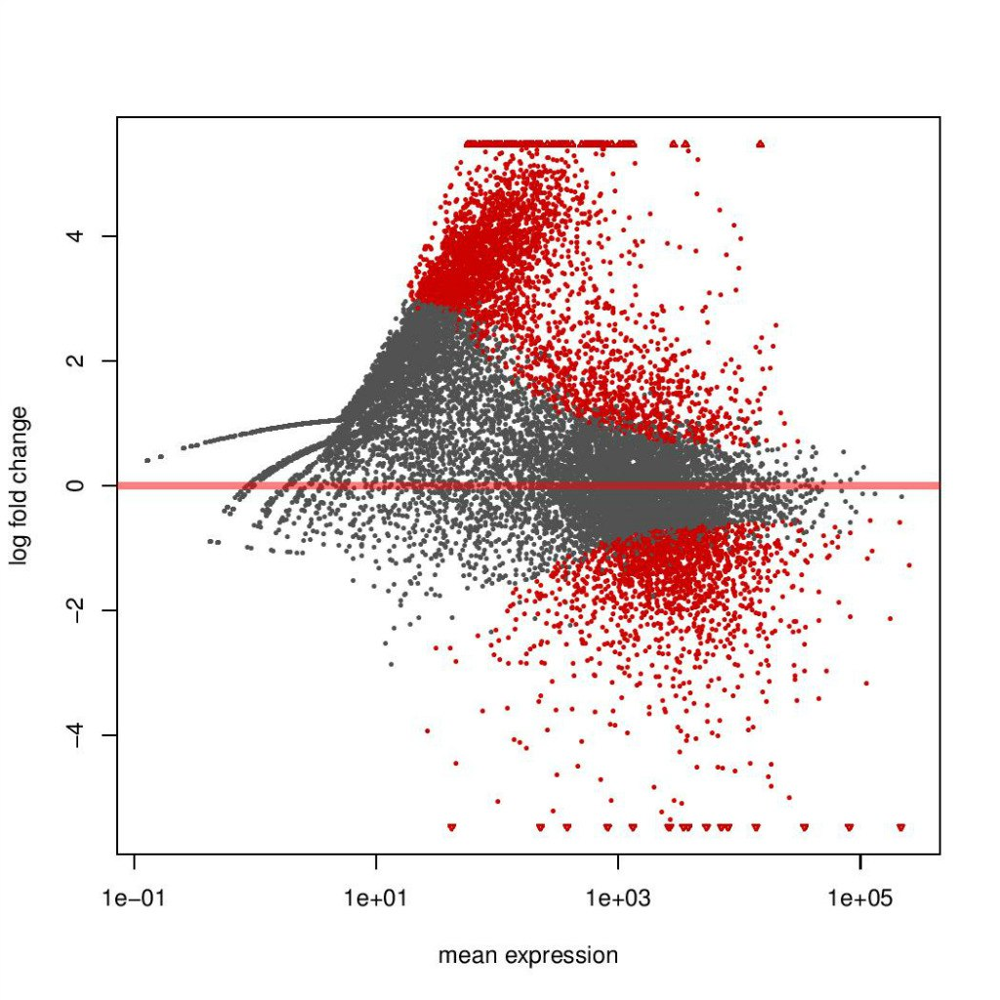 log fold change
4
2
0
−2
−4
1e−01
1e+01
1e+03
1e+05
mean expression